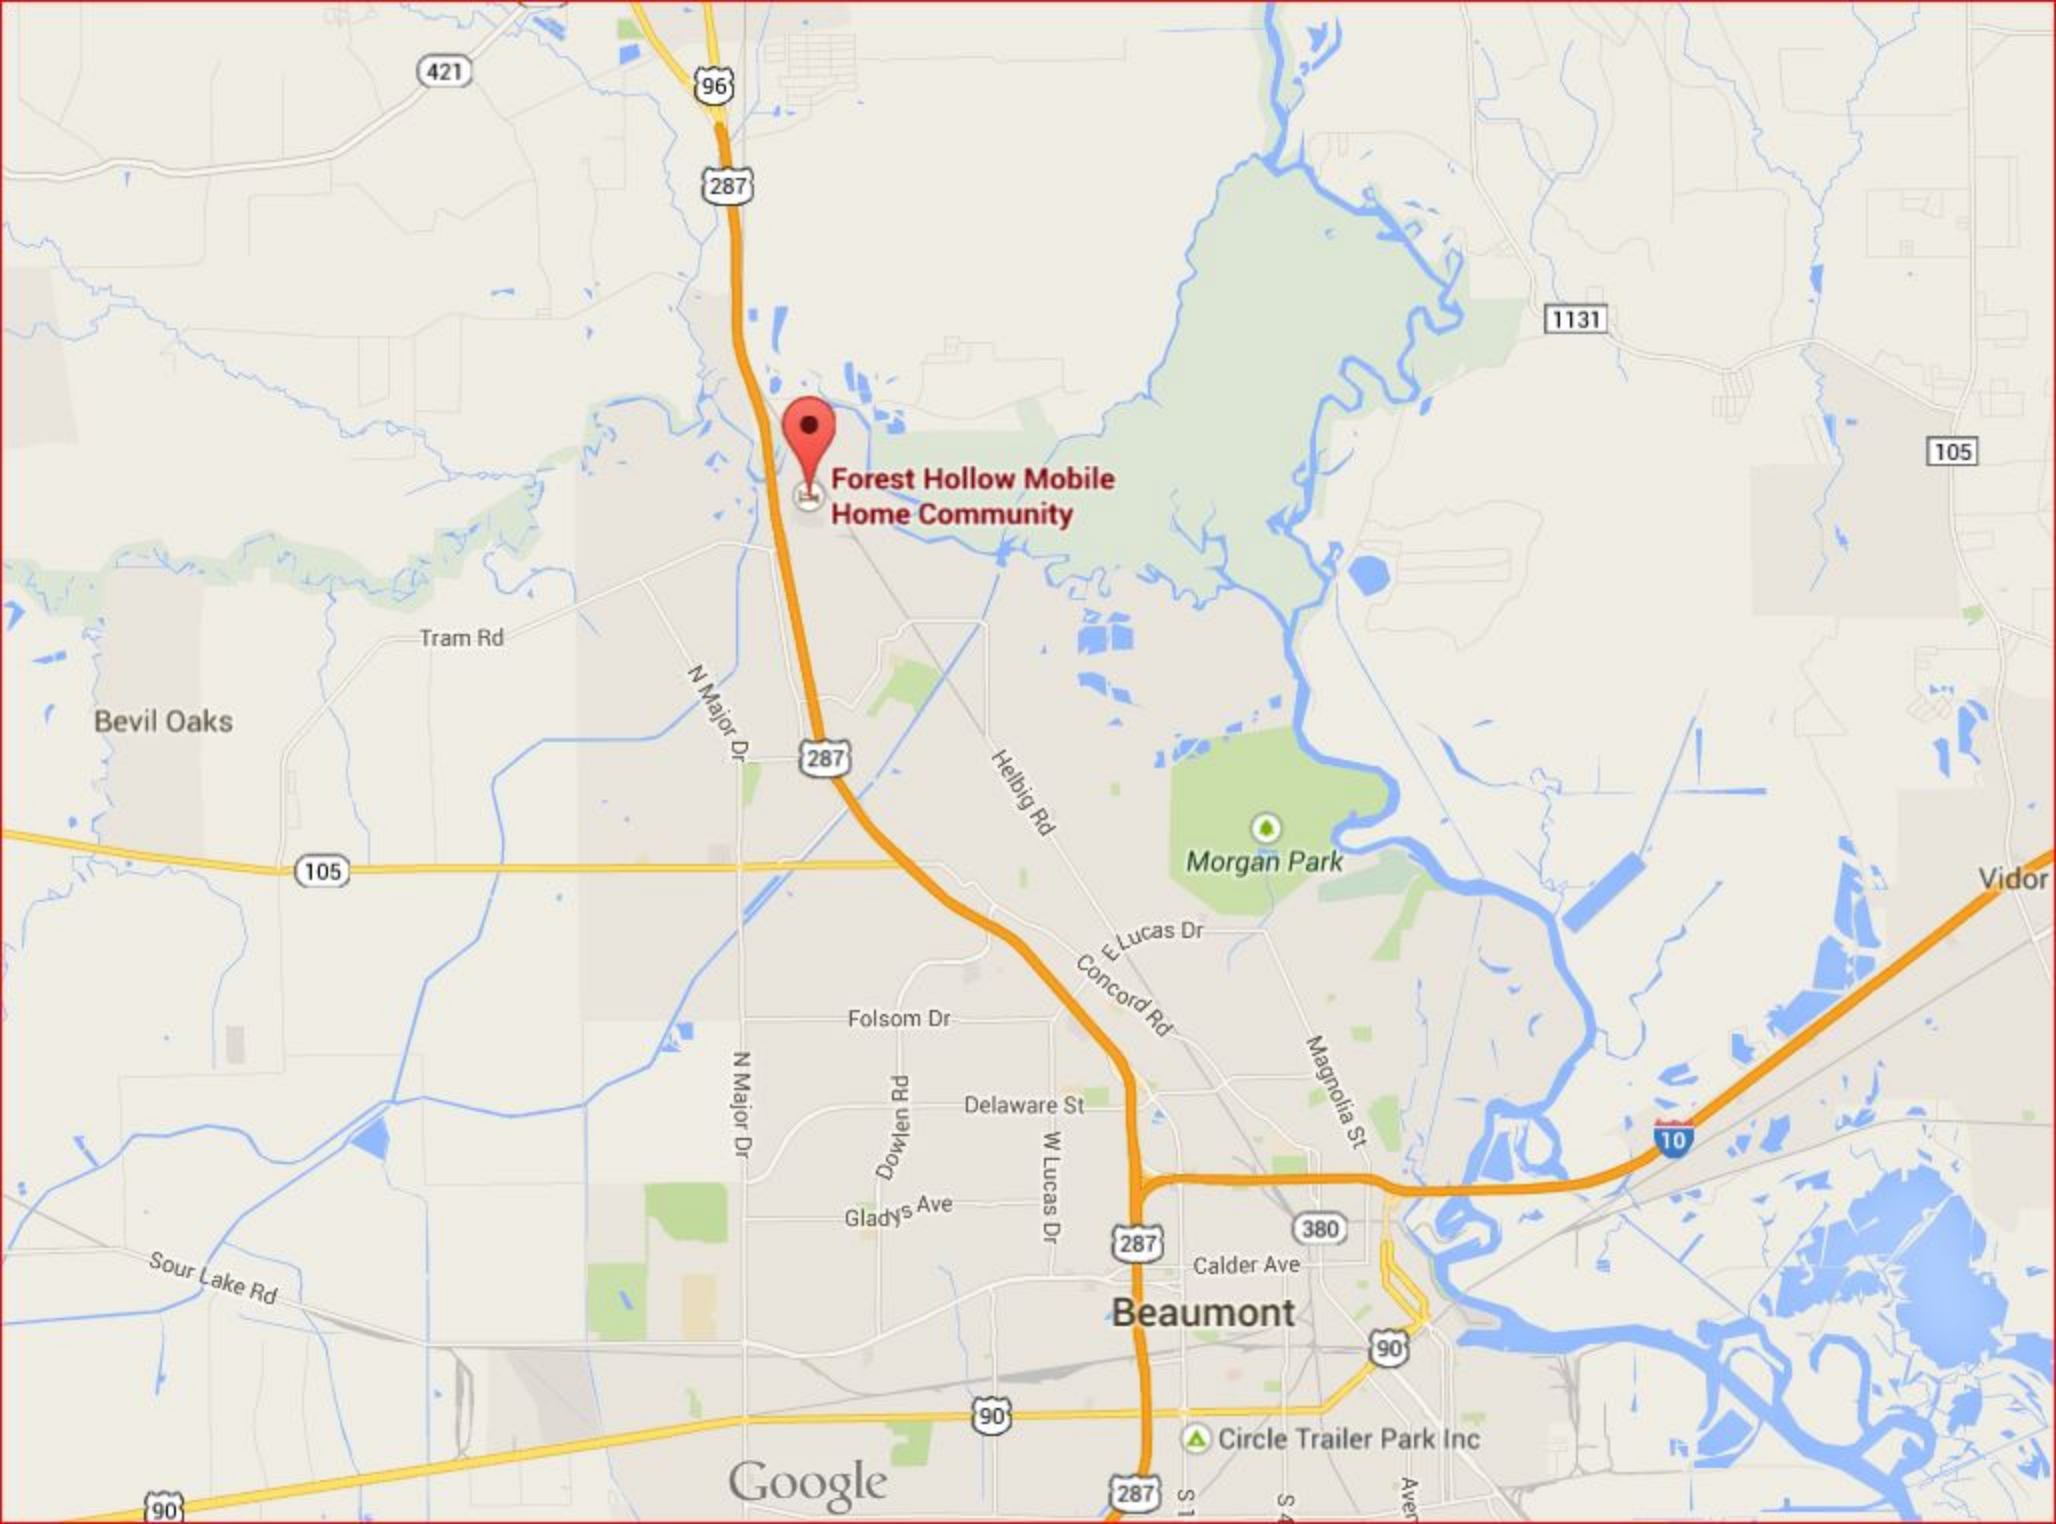 421
96
287
1131
105
Forest Hollow Mobile
Home Community
Tram Rd
N Major Dr
Bevil Oaks
287
Helbig Rd
105
Morgan Park
Vidor
E Lucas Dr
Concord Rd
Folsom Dr
N Major Dr
Dowlen Rd
Delaware St
Magnolia St
W Lucas Dr
10
Gladys Ave
287
380
Sour Lake Rd
Calder Ave
Beaumont
90
90
Circle Trailer Park Inc
Google
90
287
S 1
S 4
Aver